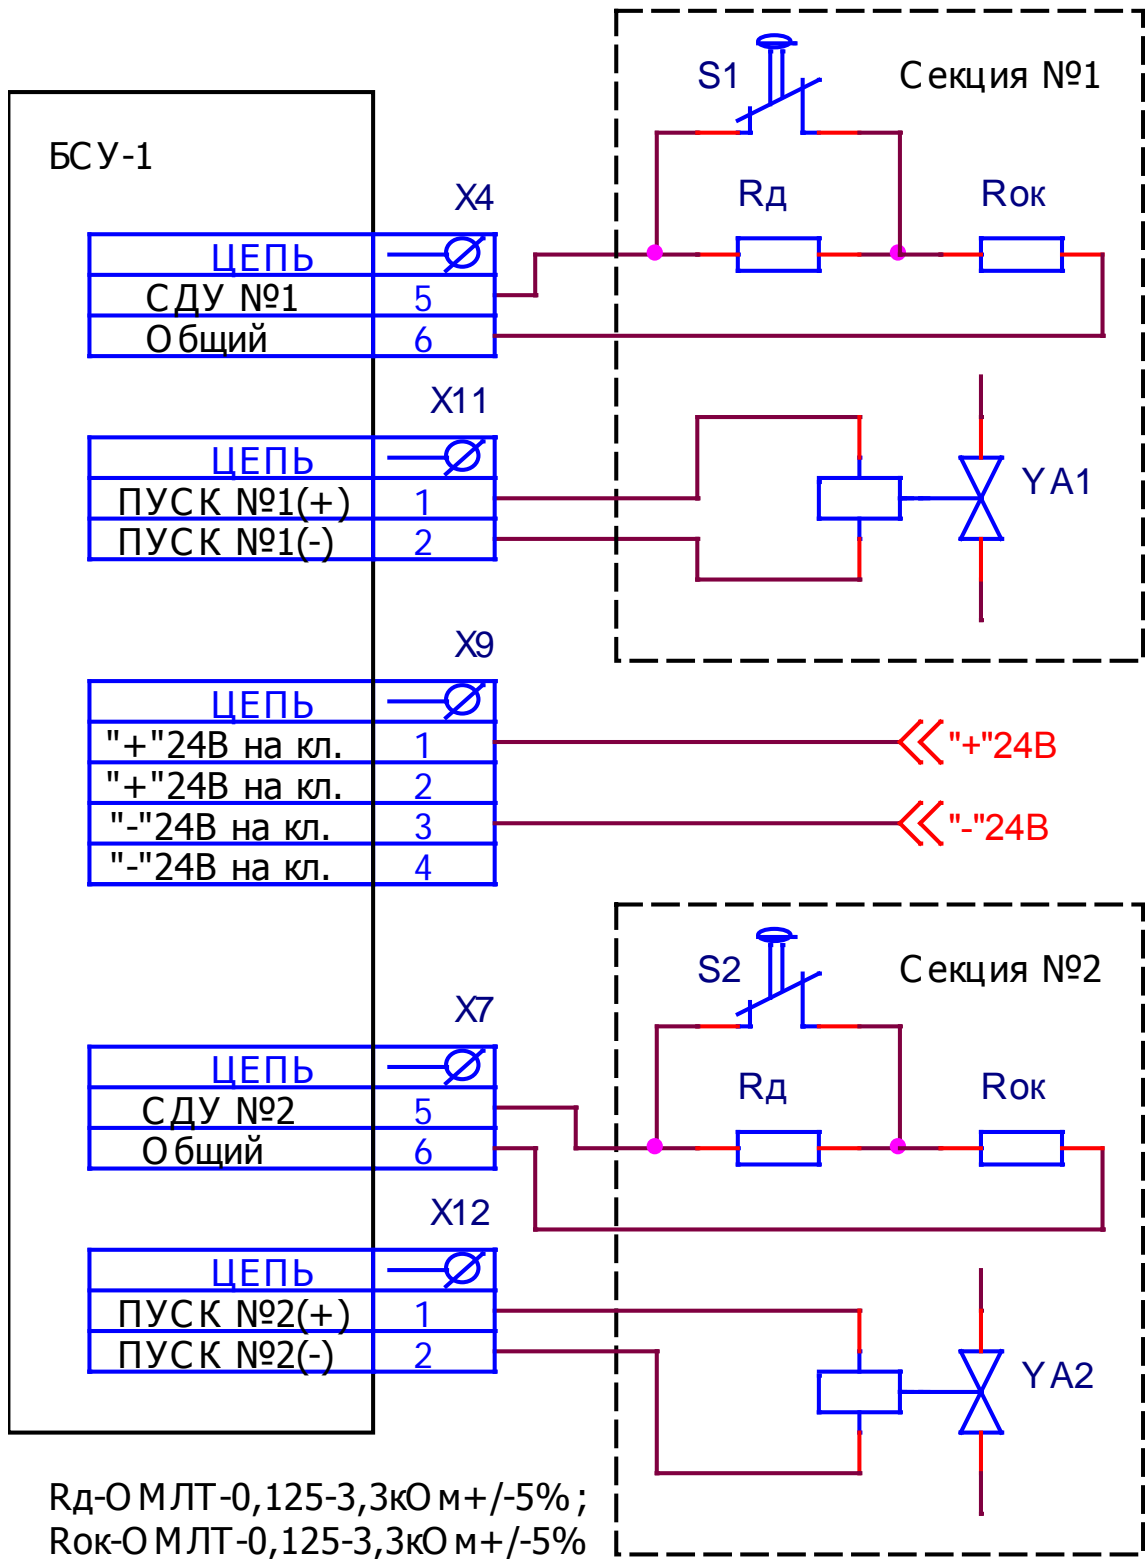 Секция №1
S1
БСУ-1
X4
Rд
Rок
ЦЕПЬ
СДУ №1 5
Общий 6
X11
ЦЕПЬ
ПУСК №1(+) 1
ПУСК №1(-) 2
YA1
X9
ЦЕПЬ
"+"24В на кл. 1
"+"24В
"+"24В на кл. 2
"-"24В на кл. 3
"-"24В
"-"24В на кл. 4
Секция №2
S2
X7
Rд
Rок
ЦЕПЬ
СДУ №2 5
Общий 6
X12
ЦЕПЬ
ПУСК №2(+) 1
ПУСК №2(-) 2
YA2
Rд-ОМЛТ-0,125-3,3кОм+/-5%;
Rок-ОМЛТ-0,125-3,3кОм+/-5%